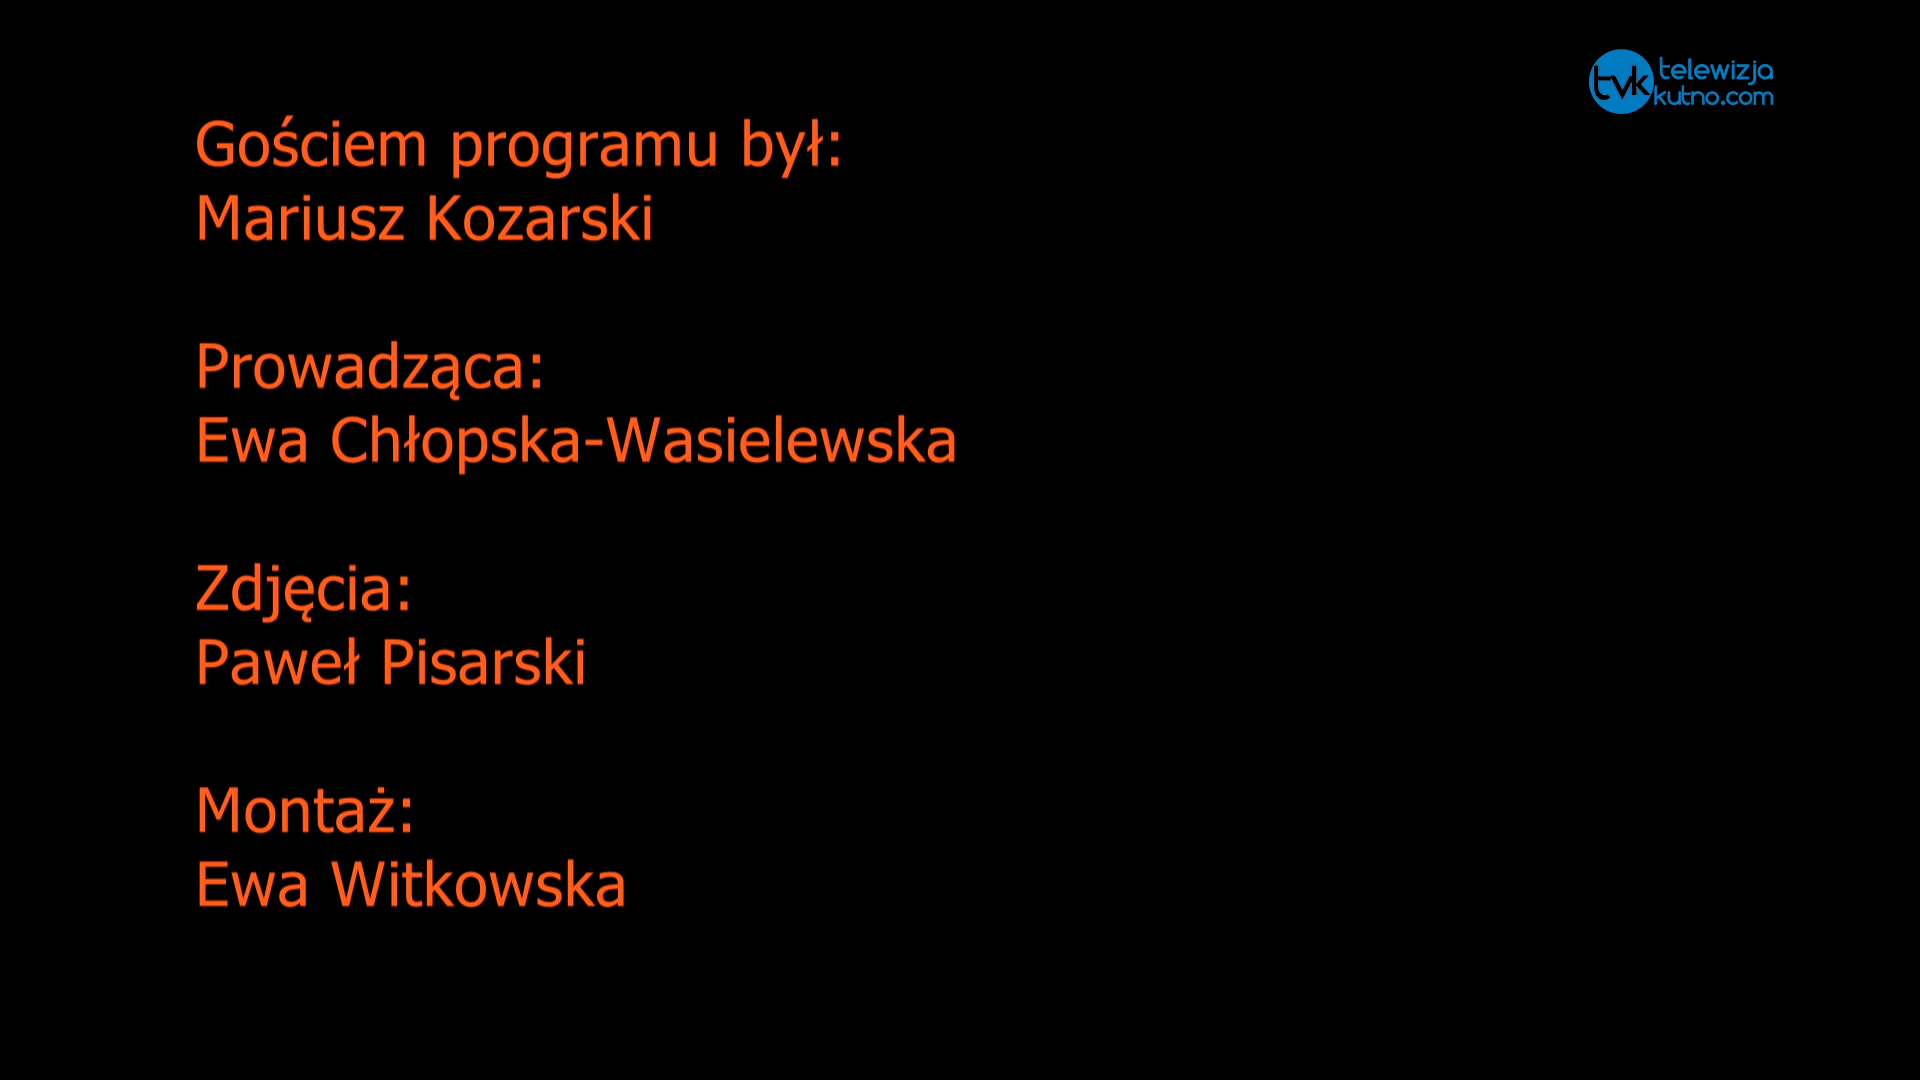 tvk telewizja
kutno.com
Gościem programu był:
Mariusz Kozarski
Prowadząca:
Ewa Chłopska-Wasielewska
Zdjęcia:
Paweł Pisarski
Montaż:
Ewa Witkowska